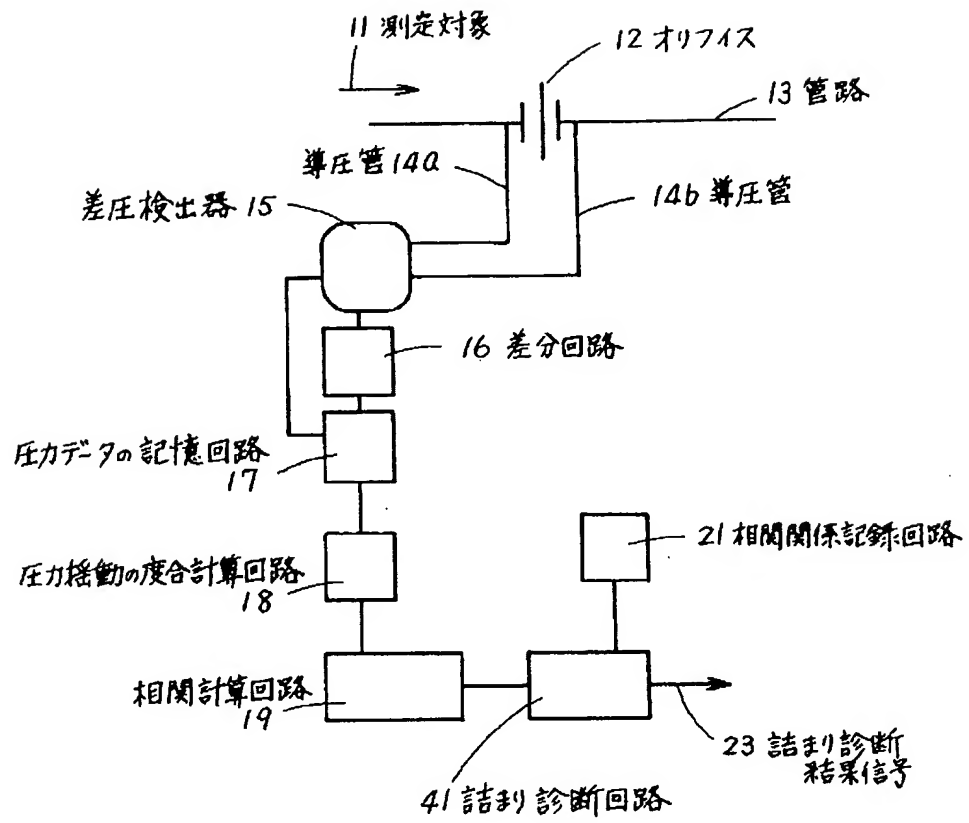 11 測定対象
12 オリフィス
13 管路
導圧管14a
14b 導圧管
差圧検出器 15
16 差分回路
圧力データの記憶回路
17
21 相関関係記録回路
圧力揺動の度合計算回路
18
相関計算回路
19
23 詰まり診断
結果信号
41 詰まり診断回路